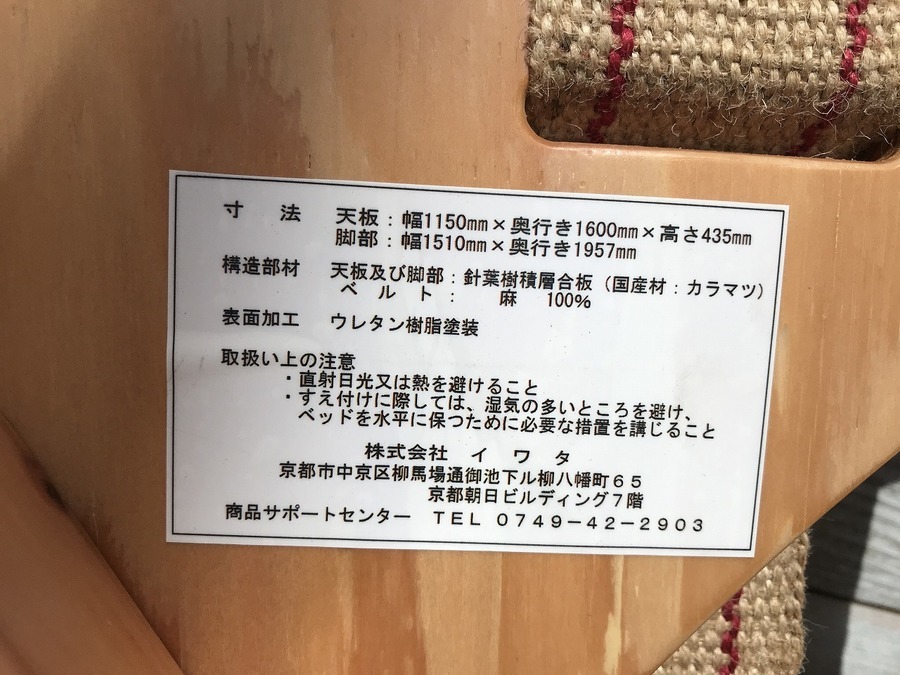 寸　法　天板：幅1150㎜×奥行き1600㎜×高さ435㎜
脚部：幅1510㎜×奥行き1957㎜
構造部材　天板及び脚部：針葉樹積層合板（国産材：カラマツ）
ベ　ル　ト：　麻　100%
表面加工　ウレタン樹脂塗装
取扱い上の注意
・直射日光又は熱を避けること
・すえ付けに際しては、湿気の多いところを避け、
ベッドを水平に保つために必要な措置を講じること
株式会社　イ　ワ　タ
京都市中京区柳馬場通御池下ル柳八幡町６５
京都朝日ビルディング７階
商品サポートセンター　ＴＥＬ ０７４９－４２－２９０３